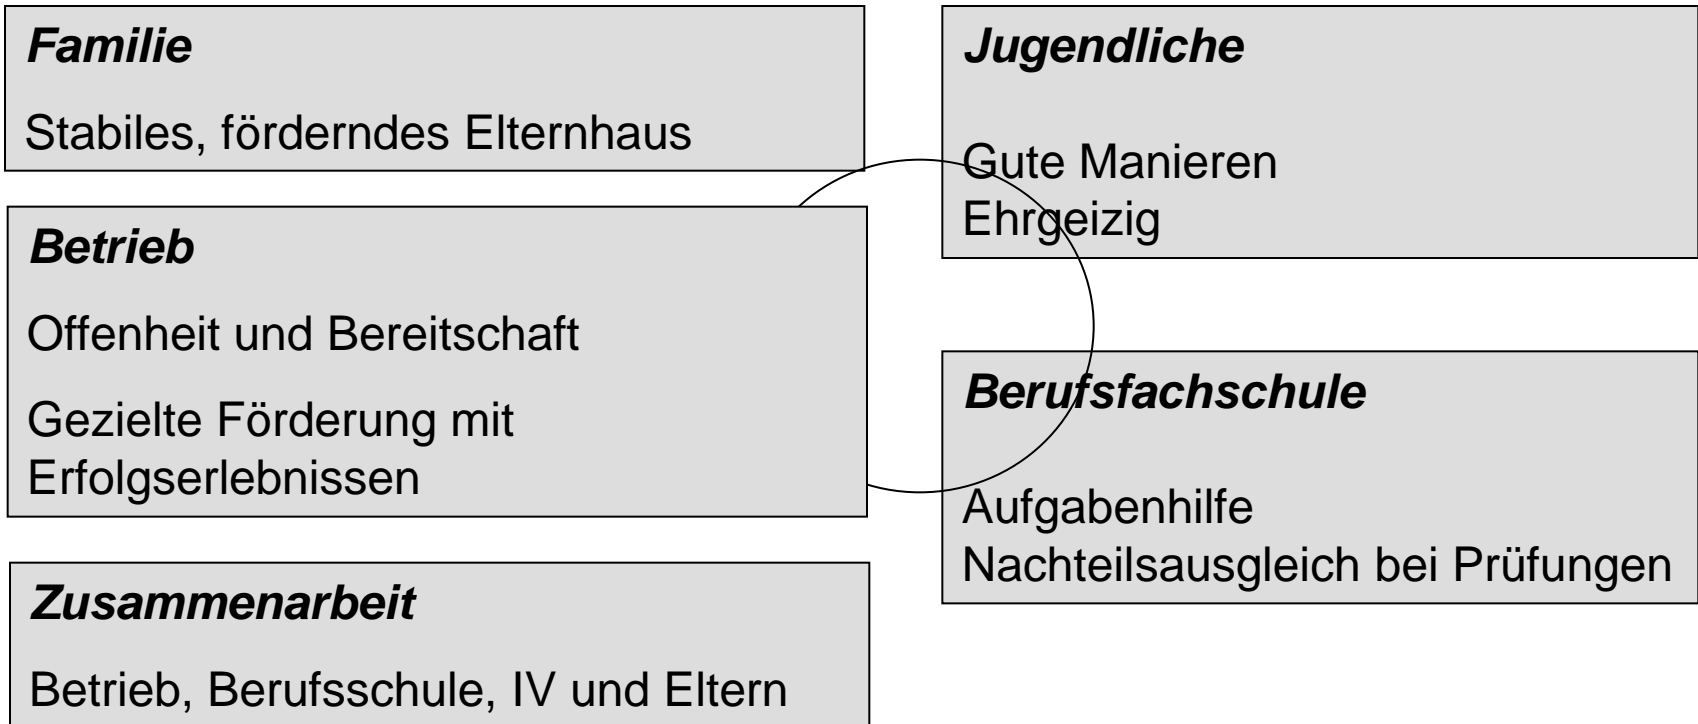 Familie
Stabiles, förderndes Elternhaus
Betrieb
Offenheit und Bereitschaft
Gezielte Förderung mit
Erfolgserlebnissen
Zusammenarbeit
Betrieb, Berufsschule, IV und Eltern
Jugendliche
Gute Manieren
Ehrgeizig
Berufsfachschule
Aufgabenhilfe
Nachteilsausgleich bei Prüfungen